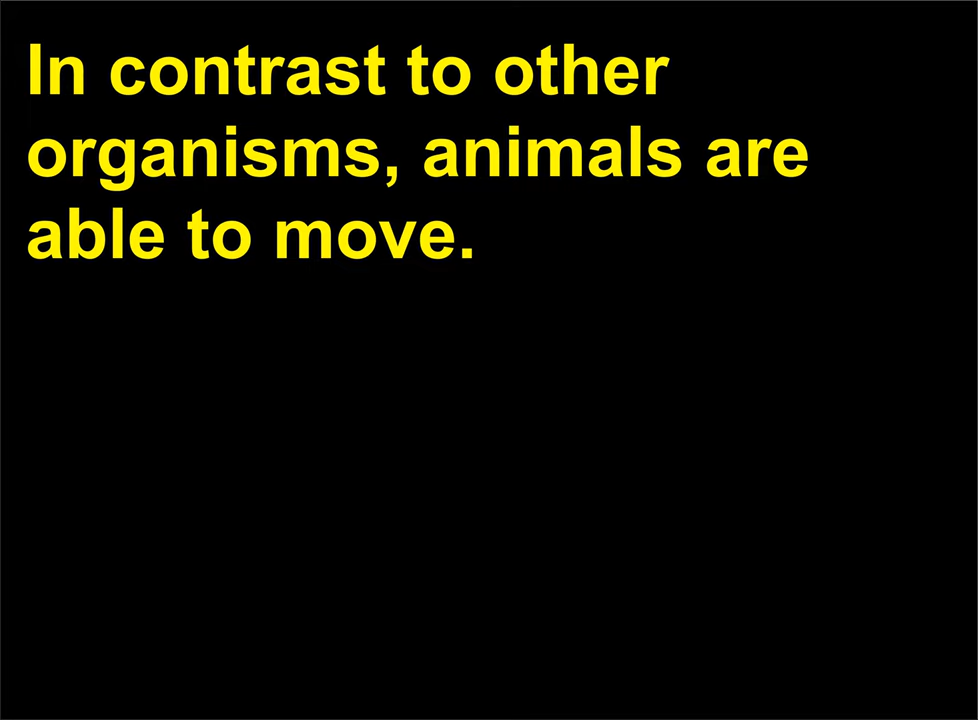 In contrast to other
organisms, animals are
able to move.